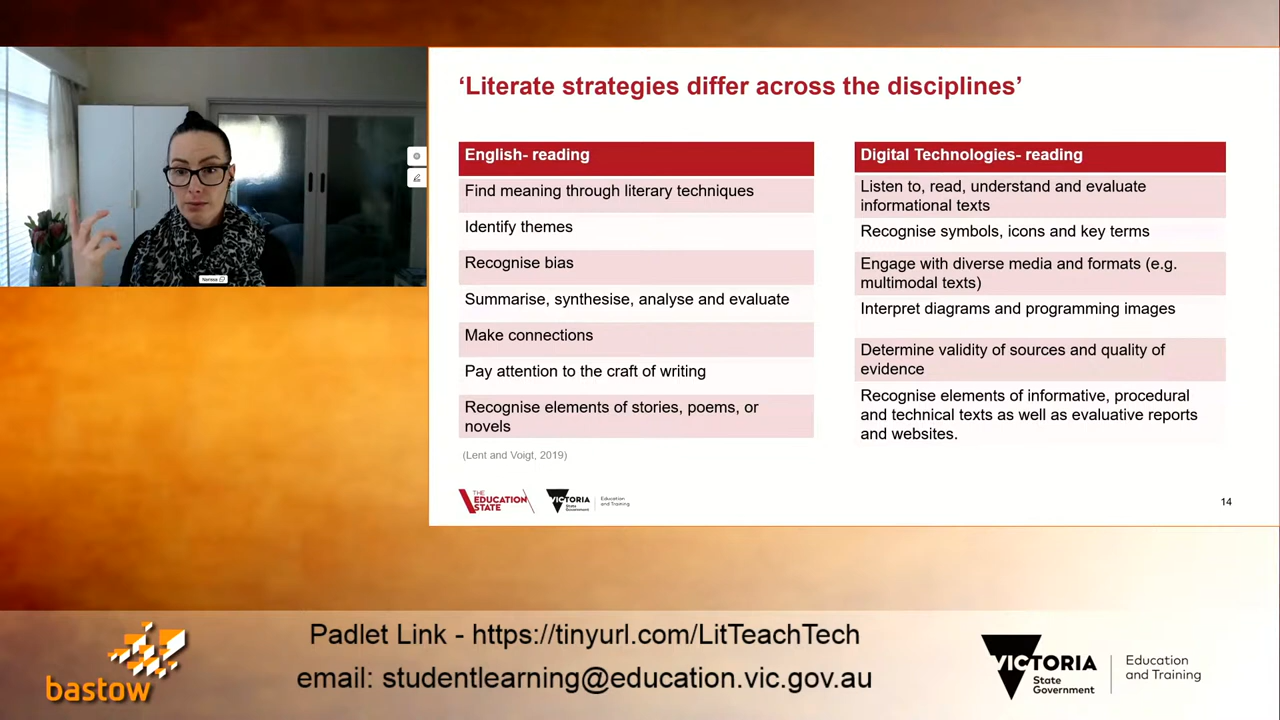 ‘Literate strategies differ across the disciplines’
English- reading
Find meaning through literary techniques
Identify themes
Recognise bias
Summarise, synthesise, analyse and evaluate
Make connections
Pay attention to the craft of writing
Recognise elements of stories, poems, or
novels
(Lent and Voigt, 2019)
Digital Technologies- reading
Listen to, read, understand and evaluate
informational texts
Recognise symbols, icons and key terms
Engage with diverse media and formats (e.g.
multimodal texts)
Interpret diagrams and programming images
Determine validity of sources and quality of
evidence
Recognise elements of informative, procedural
and technical texts as well as evaluative reports
and websites.
THE
EDUCATION
STATE
VICTORIA
State
Government
Education
and Training
14
Nerissa
bastow
Padlet Link - https://tinyurl.com/LitTeachTech
email: studentlearning@education.vic.gov.au
VICTORIA
State
Government
Education
and Training